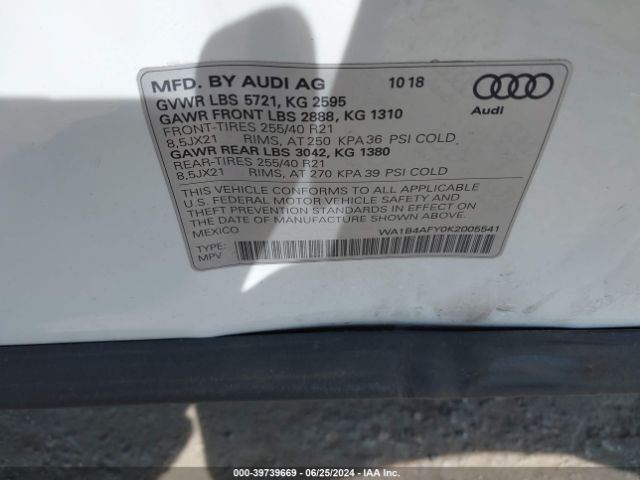 MFD. BY AUDI AG 10 18
GVWR LBS 5721, KG 2595
GAWR FRONT LBS 2888, KG 1310
FRONT-TIRES 255/40 R21
8,5JX21 RIMS, AT 250 KPA 36 PSI COLD
GAWR REAR LBS 3042, KG 1380
REAR-TIRES 255/40 R21
8,5JX21 RIMS, AT 270 KPA 39 PSI COLD
Audi
THIS VEHICLE CONFORMS TO ALL APPLICABLE
U.S. FEDERAL MOTOR VEHICLE SAFETY AND
THEFT PREVENTION STANDARDS IN EFFECT ON
THE DATE OF MANUFACTURE SHOWN ABOVE.
MEXICO WA1B4AFY0K2005541
TYPE:
MPV
000-39739669 - 06/25/2024 - IAA Inc.